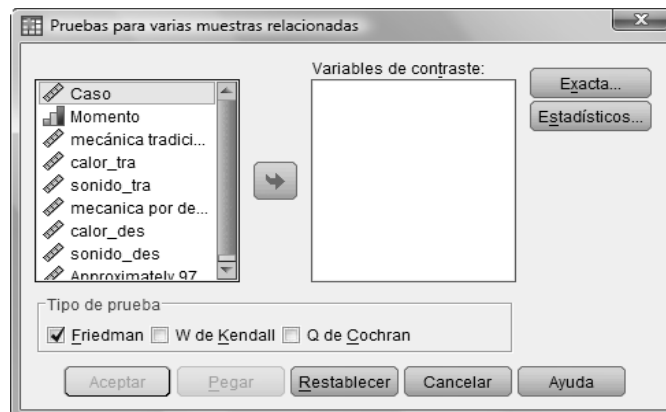 Pruebas para varias muestras relacionadas
Caso
Momento
mecánica tradici...
calor_tra
sonido_tra
mecanica por de...
calor_des
sonido_des
Approximately 97
Variables de contraste:
Exacta...
Estadísticos...
Tipo de prueba
Friedman W de Kendall Q de Cochran
Aceptar Pegar Restablecer Cancelar Ayuda